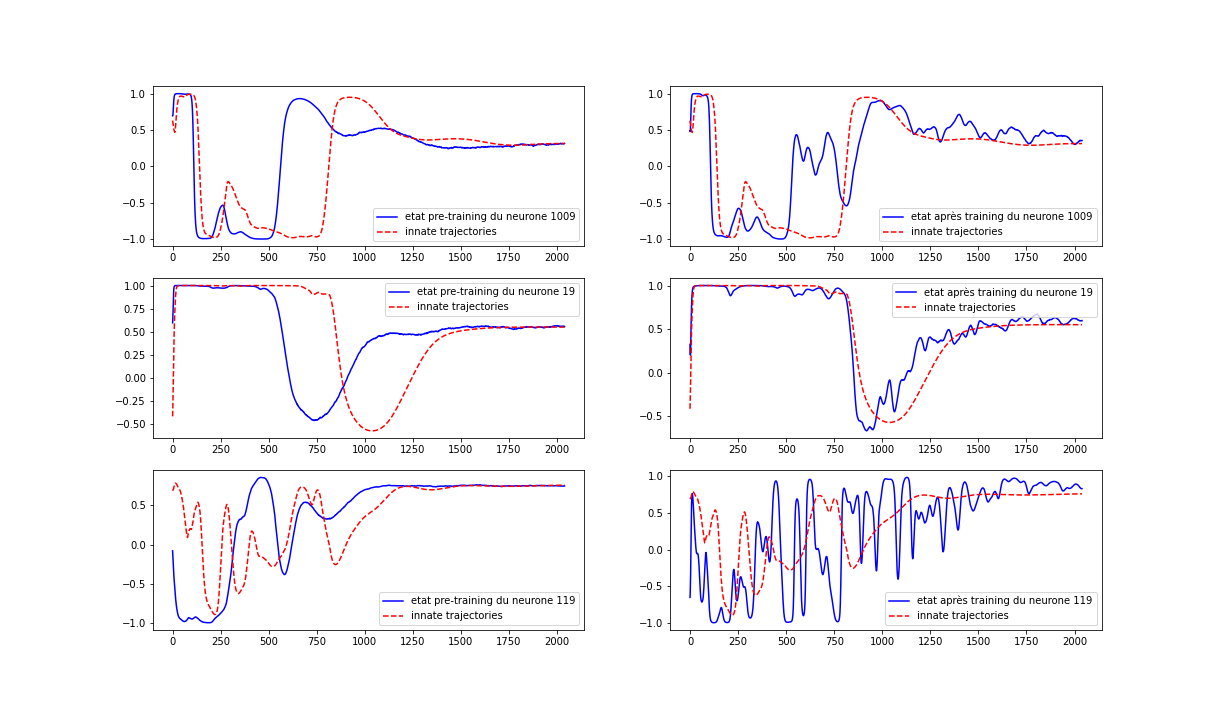 1.0
0.5
0.0
−0.5
−1.0
etat pre-training du neurone 1009
innate trajectories
0 250 500 750 1000 1250 1500 1750 2000
1.0
0.5
0.0
−0.5
−1.0
etat après training du neurone 1009
innate trajectories
0 250 500 750 1000 1250 1500 1750 2000
1.00
0.75
0.50
0.25
0.00
−0.25
−0.50
etat pre-training du neurone 19
innate trajectories
0 250 500 750 1000 1250 1500 1750 2000
1.0
0.5
0.0
−0.5
etat après training du neurone 19
innate trajectories
0 250 500 750 1000 1250 1500 1750 2000
0.5
0.0
−0.5
−1.0
etat pre-training du neurone 119
innate trajectories
0 250 500 750 1000 1250 1500 1750 2000
1.0
0.5
0.0
−0.5
−1.0
etat après training du neurone 119
innate trajectories
0 250 500 750 1000 1250 1500 1750 2000